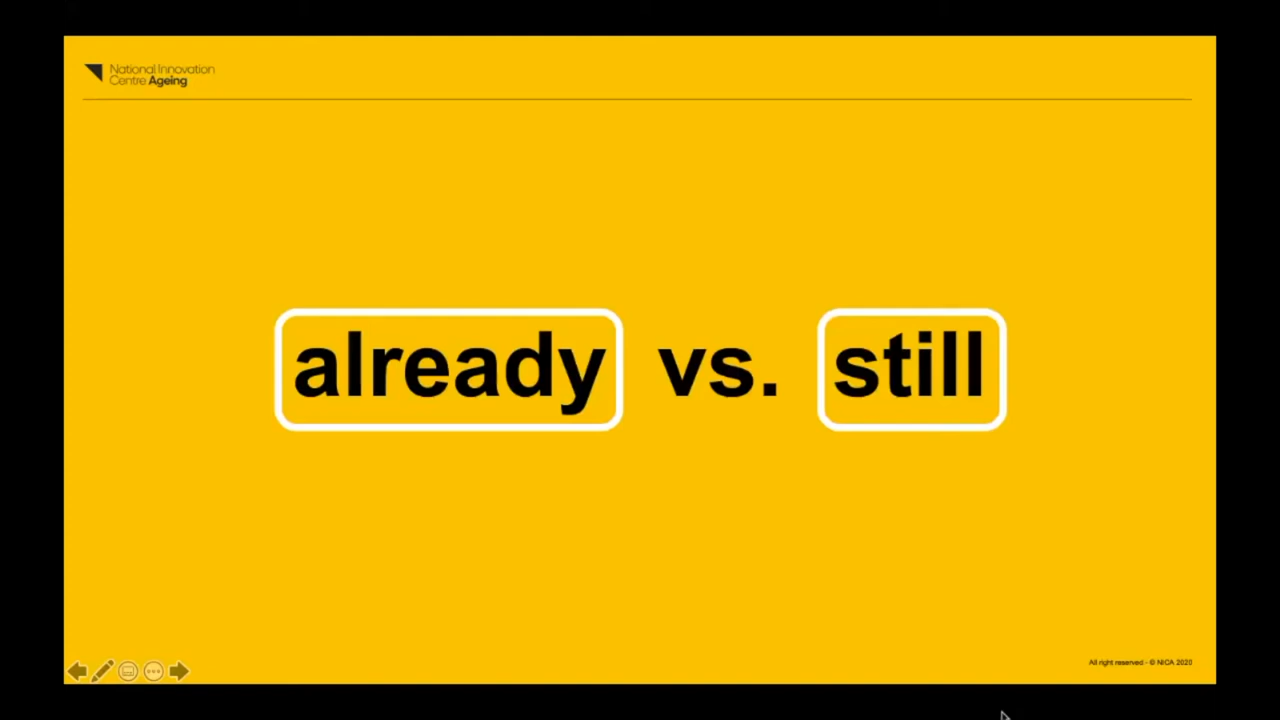 National Innovation
Centre Ageing
already vs. still
All right reserved - © NICA 2020